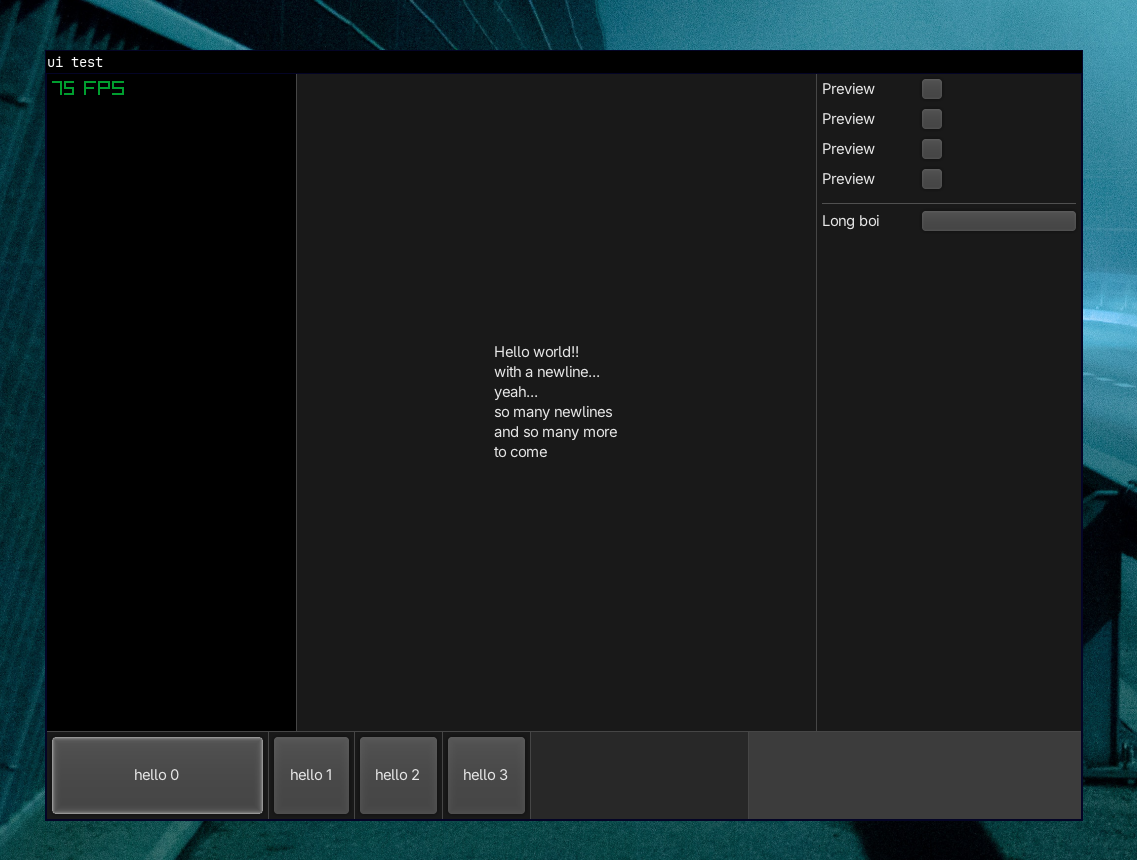 ui test
75 FPS
Preview
Preview
Preview
Preview
Long boi
Hello world!!
with a newline...
yeah...
so many newlines
and so many more
to come
hello 0
hello 1
hello 2
hello 3